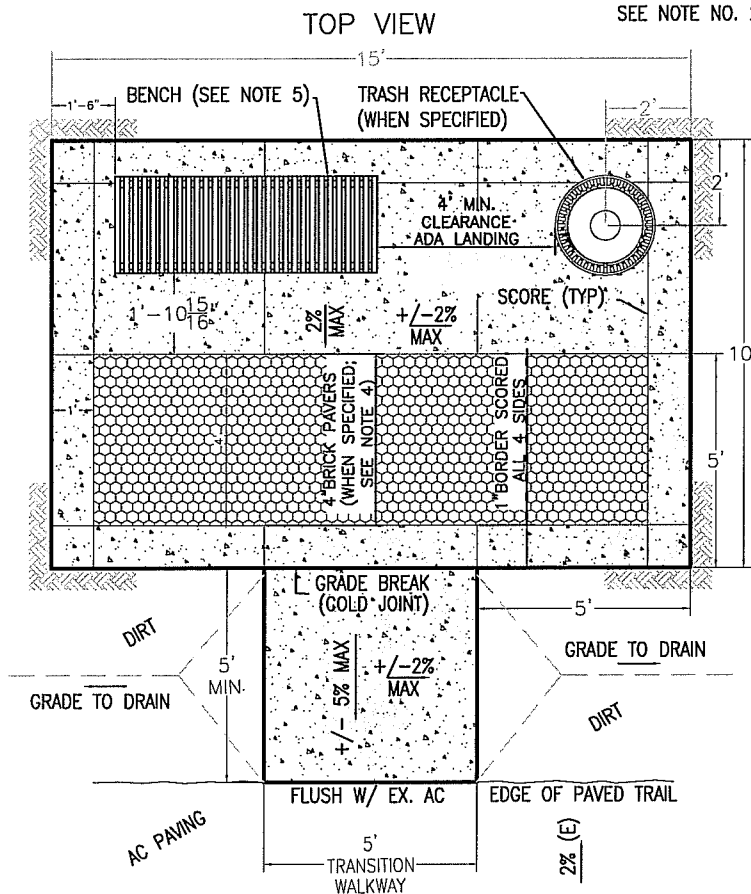 TOP VIEW
SEE NOTE NO.
15'
1'-6"
BENCH (SEE NOTE 5)
TRASH RECEPTACLE
(WHEN SPECIFIED)
2'
2'
4' MIN.
CLEARANCE
ADA LANDING
1'-10 15/16"
2%
MAX
+/-2%
MAX
SCORE (TYP)
10
1'
4'
4" BRICK PAVERS
(WHEN SPECIFIED;
SEE NOTE 4)
1" BORDER SCORED
ALL 4 SIDES
5'
GRADE BREAK
(COLD JOINT)
5'
DIRT
GRADE TO DRAIN
5'
MIN.
+/- 5% MAX
+/-2%
MAX
GRADE TO DRAIN
DIRT
FLUSH W/ EX. AC
EDGE OF PAVED TRAIL
AC PAVING
5'
TRANSITION
WALKWAY
2% (E)